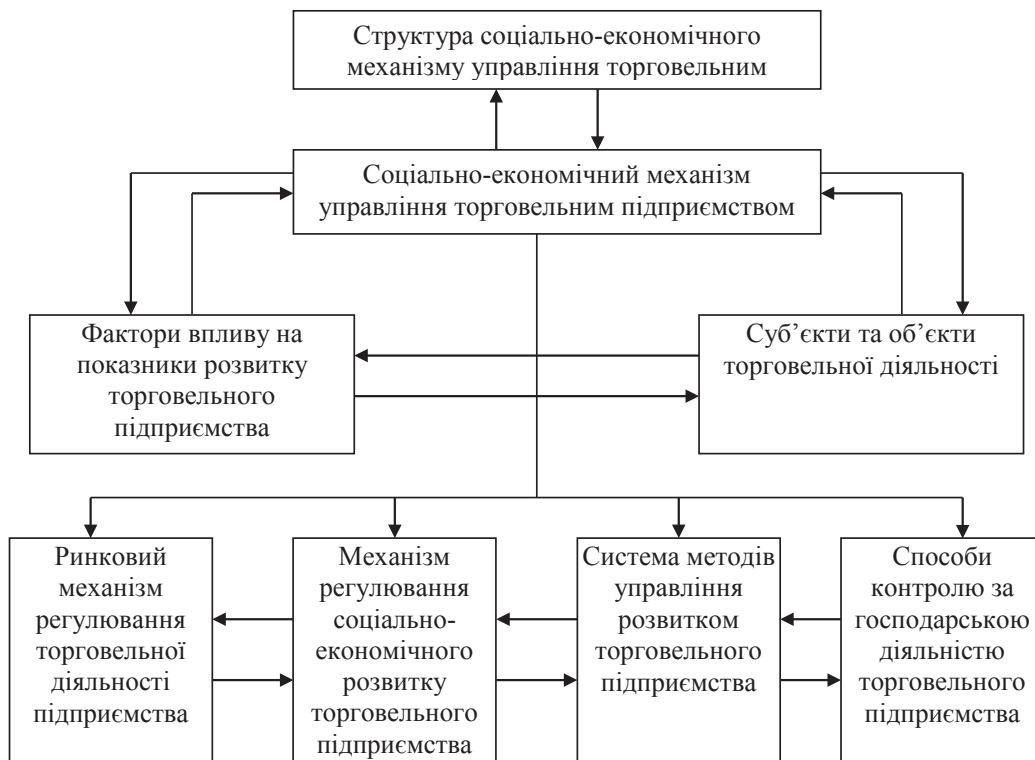 Структура соціально-економічного
механізму управління торговельним
Соціально-економічний механізм
управління торговельним підприємством
Фактори впливу на
показники розвитку
торговельного
підприємства
Суб’єкти та об’єкти
торговельної діяльності
Ринковий
механізм
регулювання
торговельної
діяльності
підприємства
Механізм
регулювання
соціально-
економічного
розвитку
торговельного
підприємства
Система методів
управління
розвитком
торговельного
підприємства
Способи
контролю за
господарською
діяльністю
торговельного
підприємства